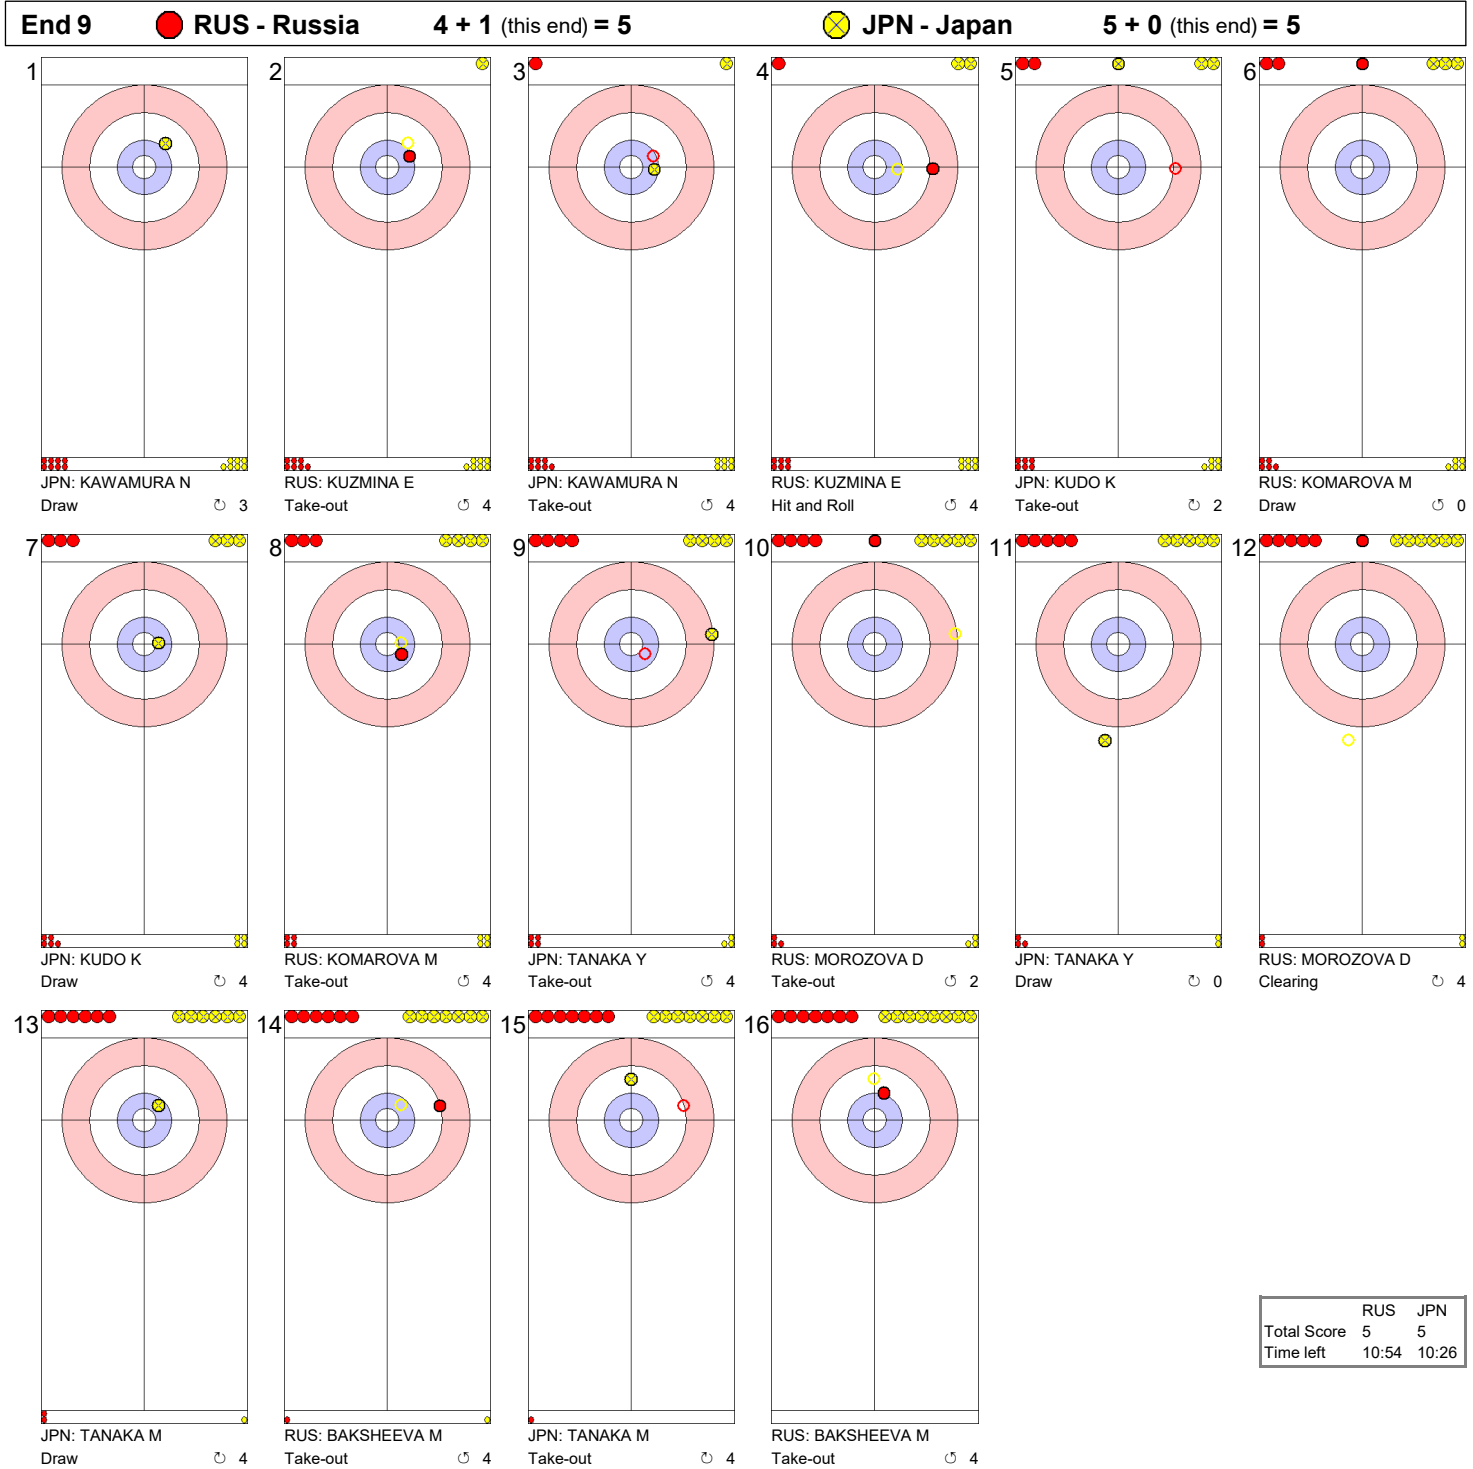 End 9 RUS - Russia 4 + 1 (this end) = 5 JPN - Japan 5 + 0 (this end) = 5
1 2 3 4 5 6
JPN: KAWAMURA N RUS: KUZMINA E JPN: KAWAMURA N RUS: KUZMINA E JPN: KUDO K RUS: KOMAROVA M
Draw ↻ 3 Take-out ↺ 4 Take-out ↺ 4 Hit and Roll ↺ 4 Take-out ↻ 2 Draw ↺ 0
7 8 9 10 11 12
JPN: KUDO K RUS: KOMAROVA M JPN: TANAKA Y RUS: MOROZOVA D JPN: TANAKA Y RUS: MOROZOVA D
Draw ↻ 4 Take-out ↺ 4 Take-out ↺ 4 Take-out ↻ 2 Draw ↻ 0 Clearing ↻ 4
13 14 15 16
JPN: TANAKA M RUS: BAKSHEEVA M JPN: TANAKA M RUS: BAKSHEEVA M
Draw ↻ 4 Take-out ↺ 4 Take-out ↺ 4 Take-out ↻ 4
RUS JPN
Total Score 5 5
Time left 10:54 10:26